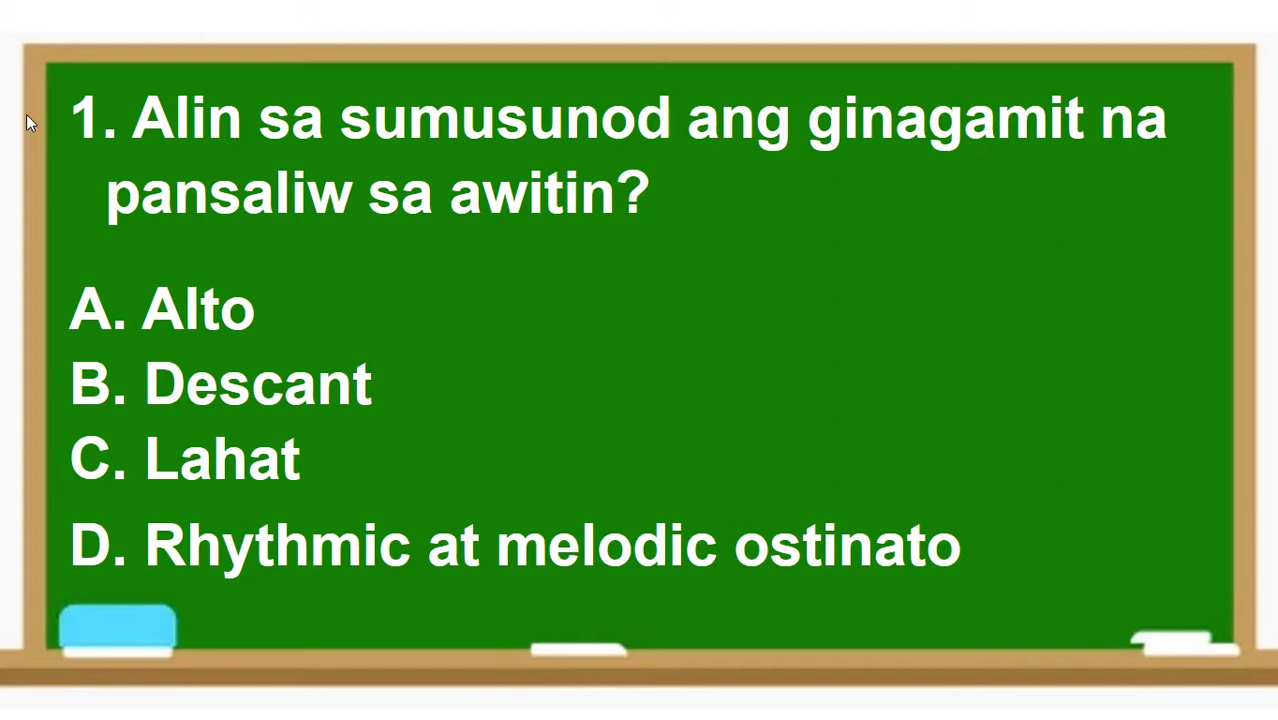 1. Alin sa sumusunod ang ginagamit na
pansaliw sa awitin?
A. Alto
B. Descant
C. Lahat
D. Rhythmic at melodic ostinato